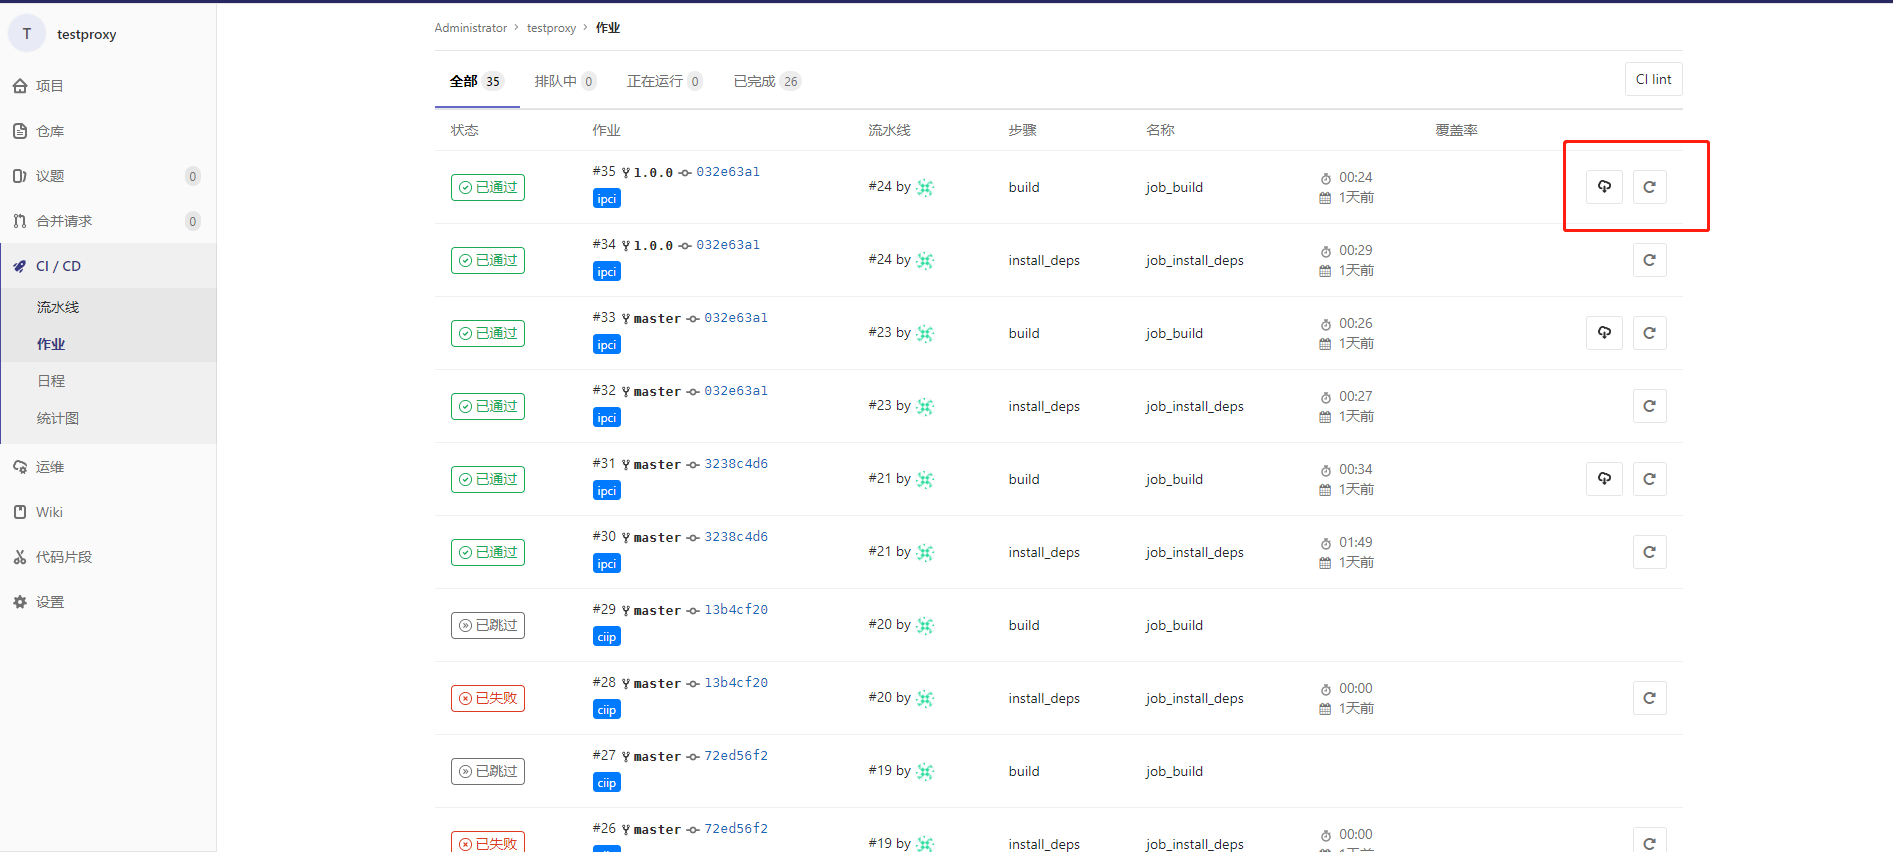 T testproxy
项目
仓库
议题 0
合并请求 0
CI / CD
流水线
作业
日程
统计图
运维
Wiki
代码片段
设置
Administrator > testproxy > 作业
全部 35 排队中 0 正在运行 0 已完成 26 CI lint
状态 作业 流水线 步骤 名称 覆盖率
已通过 #35 1.0.0 032e63a1 #24 by build job_build 00:24
ipci 1天前
已通过 #34 1.0.0 032e63a1 #24 by install_deps job_install_deps 00:29
ipci 1天前
已通过 #33 master 032e63a1 #23 by build job_build 00:26
ipci 1天前
已通过 #32 master 032e63a1 #23 by install_deps job_install_deps 00:27
ipci 1天前
已通过 #31 master 3238c4d6 #21 by build job_build 00:34
ipci 1天前
已通过 #30 master 3238c4d6 #21 by install_deps job_install_deps 01:49
ipci 1天前
已跳过 #29 master 13b4cf20 #20 by build job_build
ciip
已失败 #28 master 13b4cf20 #20 by install_deps job_install_deps 00:00
ciip 1天前
已跳过 #27 master 72ed56f2 #19 by build job_build
ciip
已失败 #26 master 72ed56f2 #19 by install_deps job_install_deps 00:00